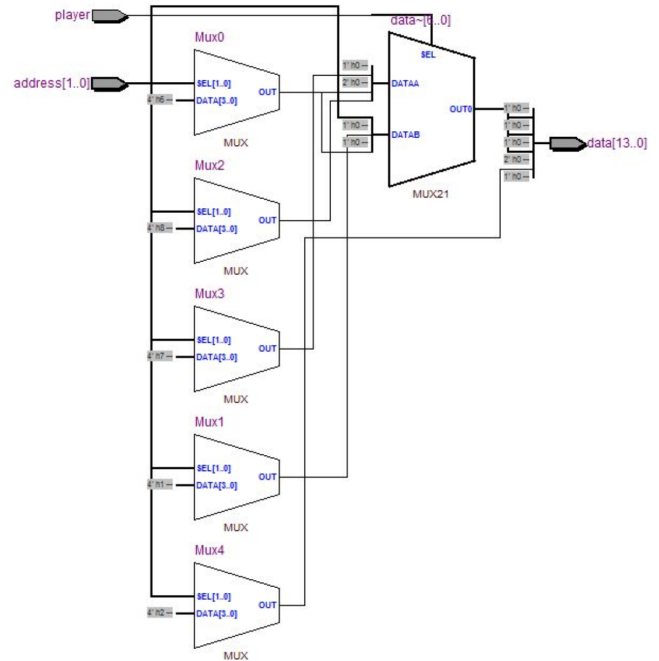 player
data~[6..0]
Mux0
SEL
1' h0
address[1..0]
SEL[1..0]
2' h0
DATAA
OUT
4' h6
DATA[3..0]
OUT0
1' h0
MUX
1' h0
1' h0
DATAB
1' h0
1' h0
data[13..0]
Mux2
2' h0
1' h0
MUX21
SEL[1..0]
OUT
4' h8
DATA[3..0]
MUX
Mux3
SEL[1..0]
OUT
4' h7
DATA[3..0]
MUX
Mux1
SEL[1..0]
OUT
4' h1
DATA[3..0]
MUX
Mux4
SEL[1..0]
OUT
4' h2
DATA[3..0]
MUX